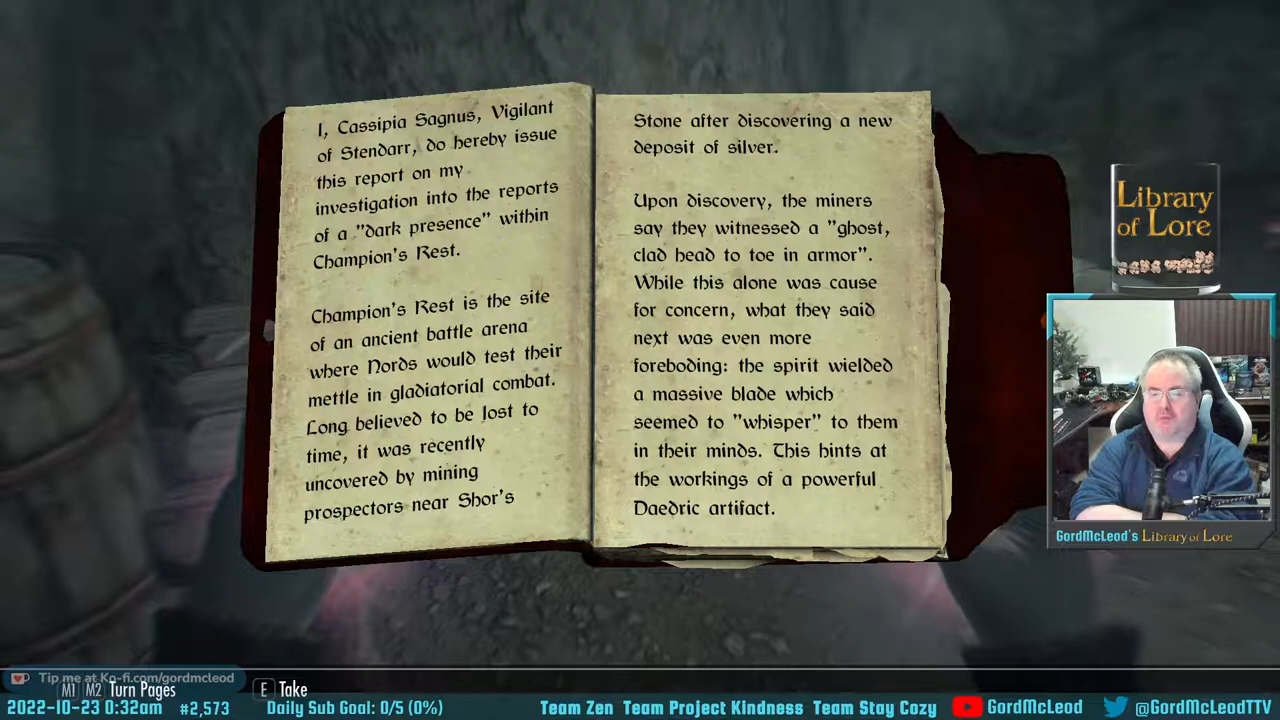 I, Cassipia Sagnus, Vigilant
of Stendarr, do hereby issue
this report on my
investigation into the reports
of a "dark presence" within
Champion's Rest.
Champion's Rest is the site
of an ancient battle arena
where Nords would test their
mettle in gladiatorial combat.
Long believed to be lost to
time, it was recently
uncovered by mining
prospectors near Shor's
Stone after discovering a new
deposit of silver.
Upon discovery, the miners
say they witnessed a "ghost,
clad head to toe in armor".
While this alone was cause
for concern, what they said
next was even more
foreboding: the spirit wielded
a massive blade which
seemed to "whisper" to them
in their minds. This hints at
the workings of a powerful
Daedric artifact.
Library
of Lore
GordMcLeod's Library of Lore
Tip me at Ko-fi.com/gordmcleod
M1 M2 Turn Pages E Take
2022-10-23 0:32am #2,573 Daily Sub Goal: 0/5 (0%) Team Zen Team Project Kindness Team Stay Cozy GordMcLeod @GordMcLeodTTV